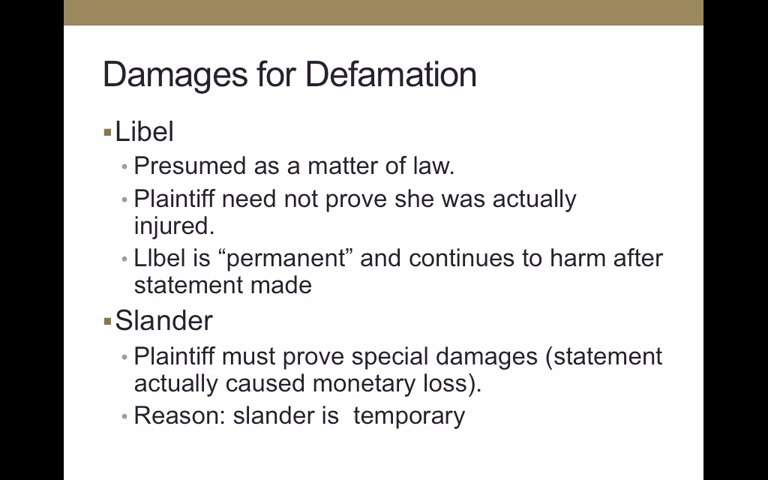 Damages for Defamation
▪Libel
• Presumed as a matter of law.
• Plaintiff need not prove she was actually
injured.
• LIbel is “permanent” and continues to harm after
statement made
▪Slander
• Plaintiff must prove special damages (statement
actually caused monetary loss).
• Reason: slander is  temporary